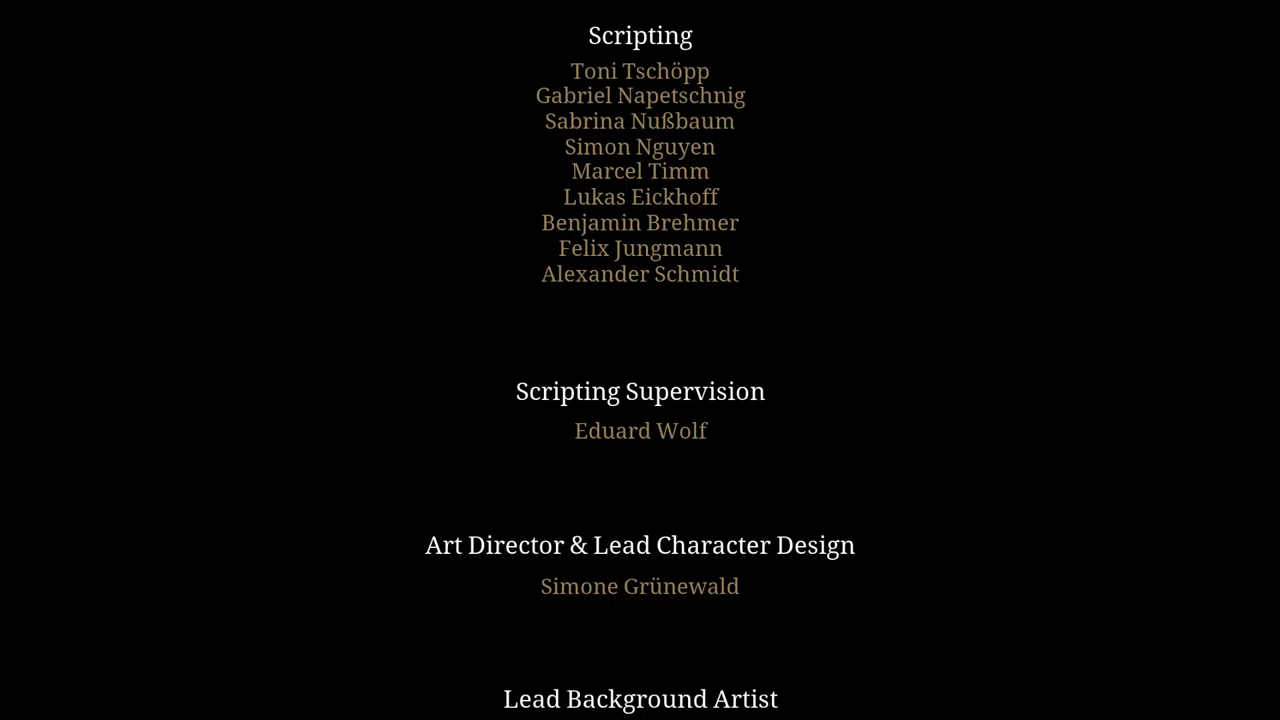 Scripting
Toni Tschöpp
Gabriel Napetschnig
Sabrina Nußbaum
Simon Nguyen
Marcel Timm
Lukas Eickhoff
Benjamin Brehmer
Felix Jungmann
Alexander Schmidt
Scripting Supervision
Eduard Wolf
Art Director & Lead Character Design
Simone Grünewald
Lead Background Artist